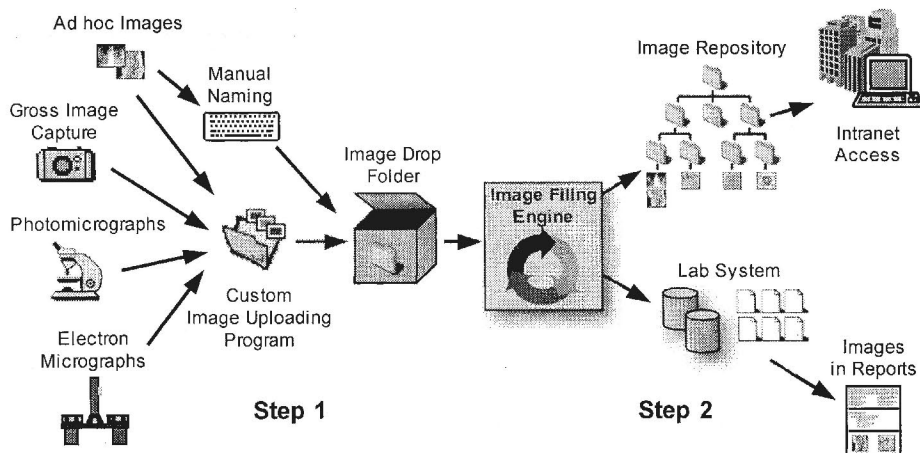 Ad hoc Images
Manual
Naming
Gross Image
Capture
Photomicrographs
Electron
Micrographs
Custom
Image Uploading
Program
Image Drop
Folder
Step 1
Image Filing
Engine
Image Repository
Intranet
Access
Lab System
Images
in Reports
Step 2